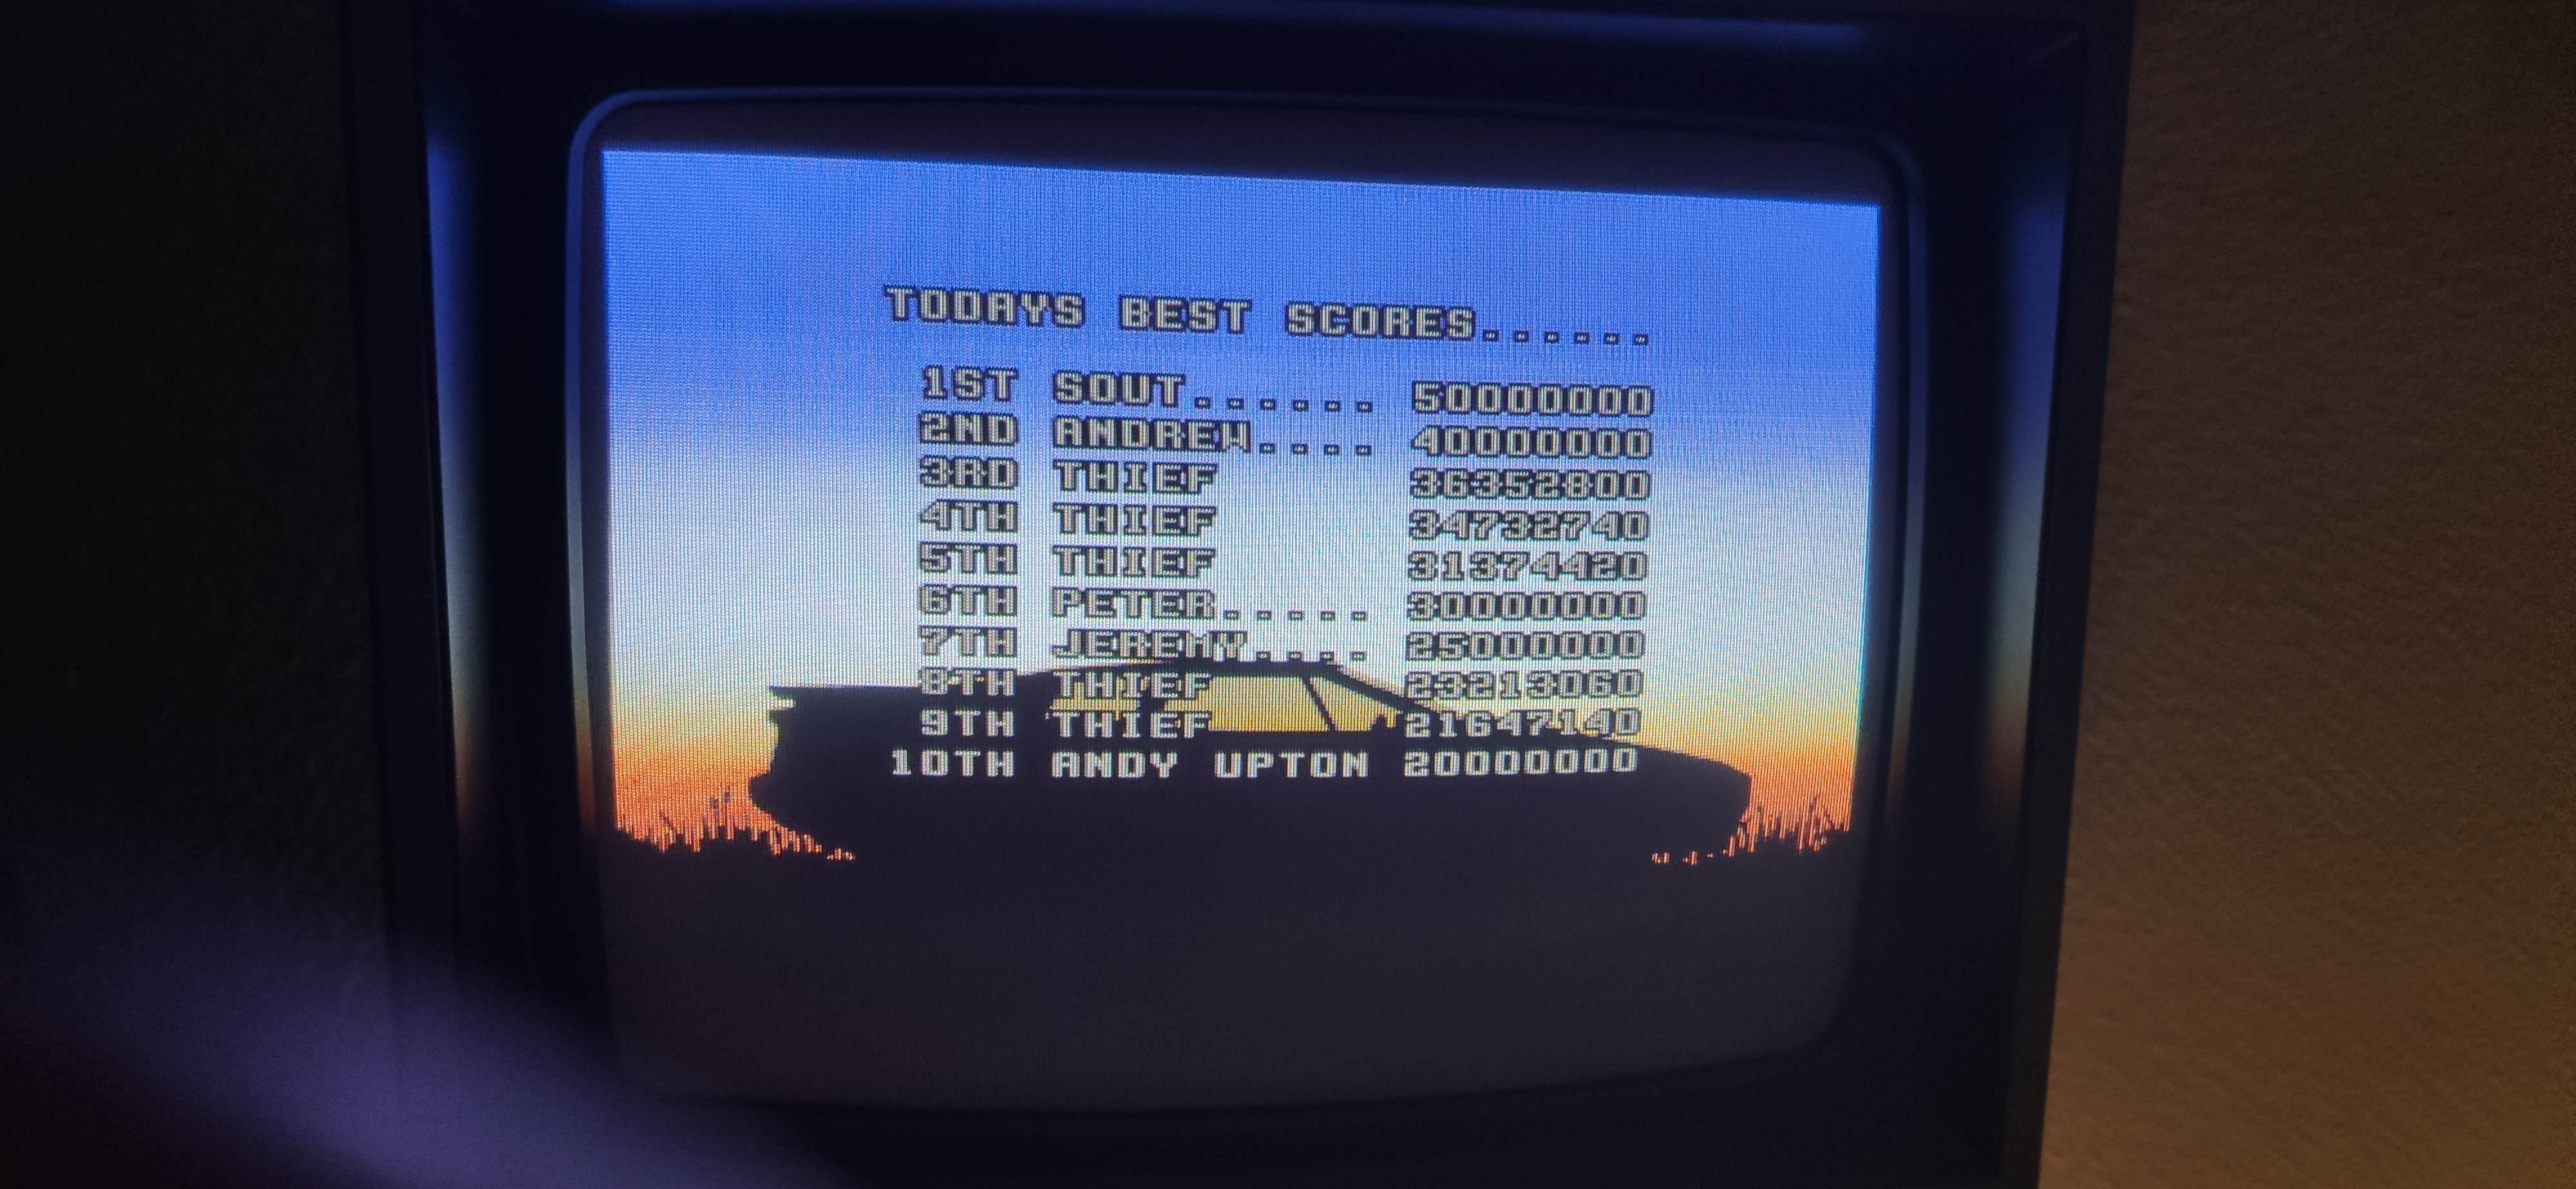 TODAYS BEST SCORES......
1ST SOUT...... 50000000
2ND ANDREW.... 40000000
3RD THIEF 36352800
4TH THIEF 34732740
5TH THIEF 31374420
6TH PETER..... 30000000
7TH JEREMY.... 25000000
8TH THIEF 23213060
9TH THIEF 21647140
10TH ANDY UPTON 20000000